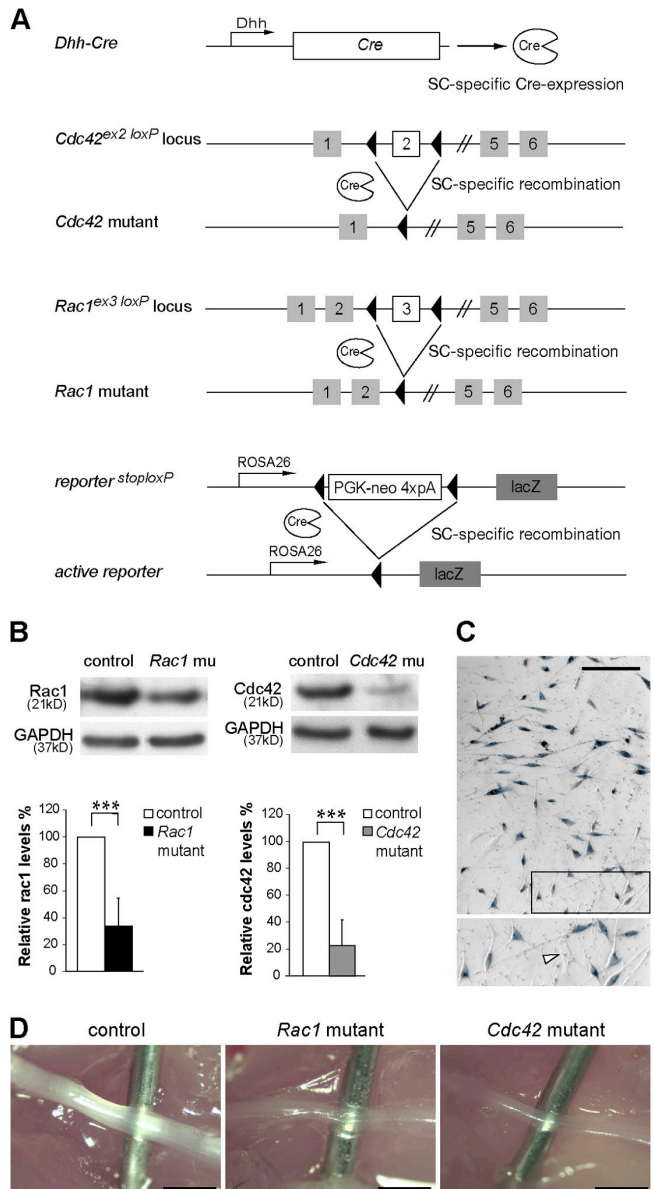 A
Dhh-Cre
Dhh
Cre
Cre
SC-specific Cre-expression
Cdc42ex2 loxP locus
1
2
5
6
Cre
SC-specific recombination
Cdc42 mutant
1
5
6
Rac1ex3 loxP locus
1
2
3
5
6
Cre
SC-specific recombination
Rac1 mutant
1
2
5
6
reporter stoploxP
ROSA26
PGK-neo 4xpA
lacZ
Cre
SC-specific recombination
active reporter
ROSA26
lacZ
B
control Rac1 mu
Rac1
(21kD)
GAPDH
(37kD)
control Cdc42 mu
Cdc42
(21kD)
GAPDH
(37kD)
Relative rac1 levels %
120
100
80
60
40
20
0
***
control
Rac1
mutant
Relative cdc42 levels %
120
100
80
60
40
20
0
***
control
Cdc42
mutant
C
D
control
Rac1 mutant
Cdc42 mutant